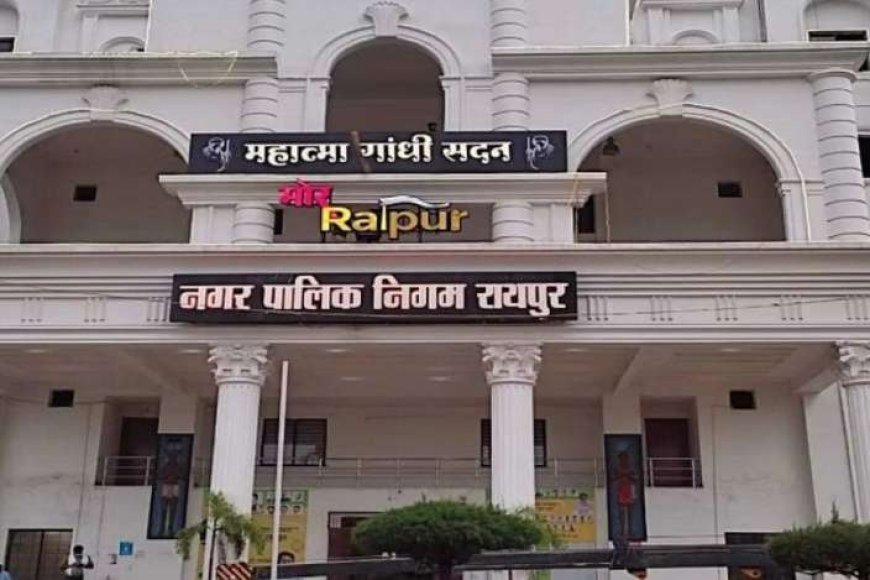 महात्मा गांधी सदन
मोर
Raipur
नगर पालिक निगम रायपुर